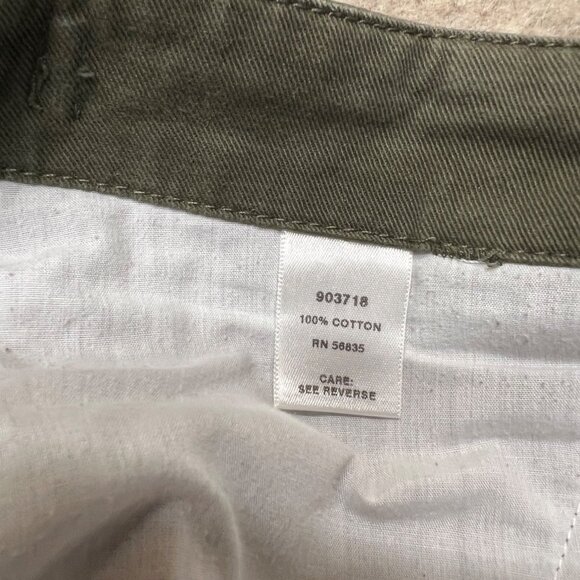 903718
100% COTTON
RN 56835
CARE:
SEE REVERSE